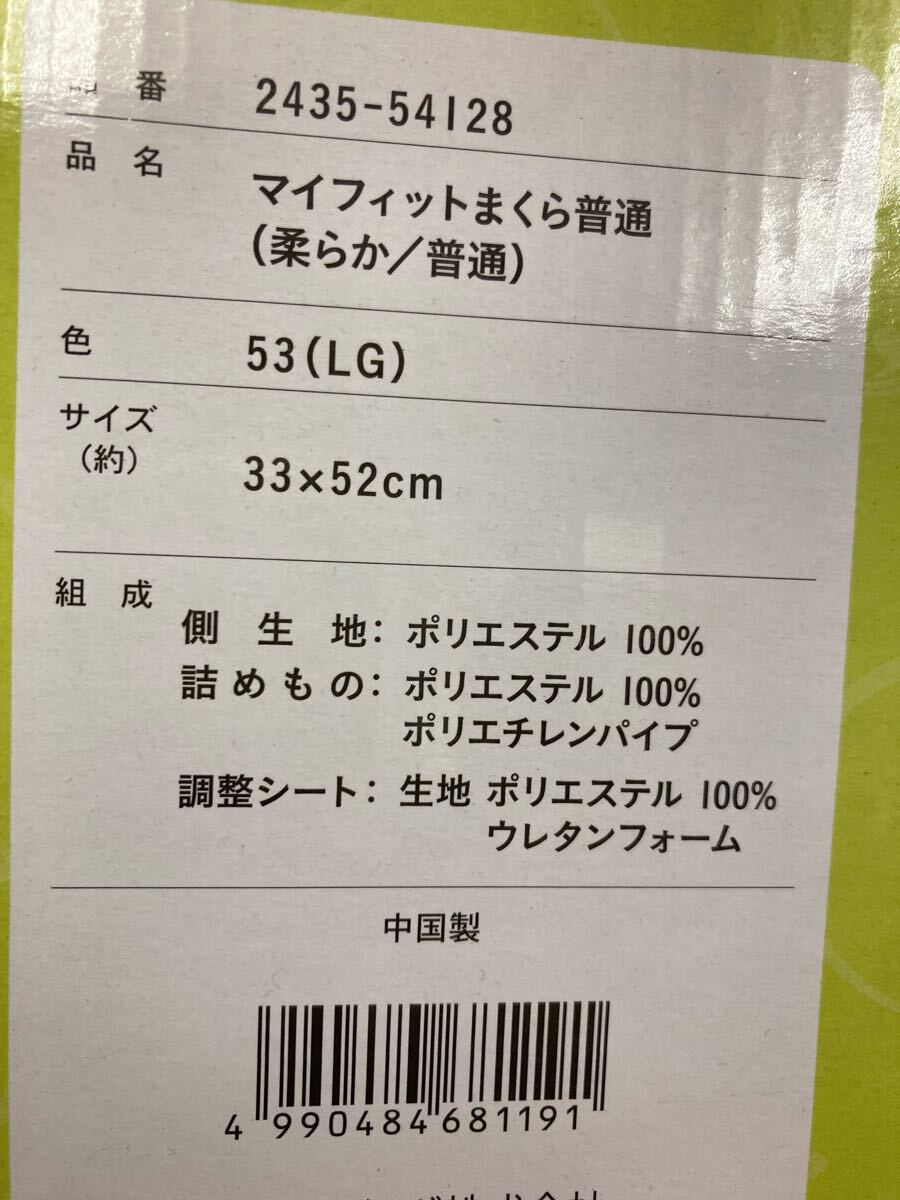 番 2435-54128
品 名 マイフィットまくら普通
(柔らか/普通)
色 53(LG)
サイズ
(約) 33×52cm
組 成
側 生 地: ポリエステル 100%
詰めもの: ポリエステル 100%
ポリエチレンパイプ
調整シート: 生地 ポリエステル 100%
ウレタンフォーム
中国製
4 990484 681191